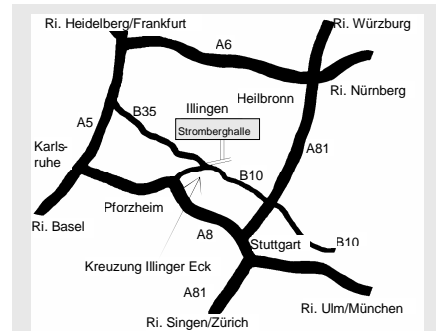 Ri. Heidelberg/Frankfurt
Ri. Würzburg
A6
Ri. Nürnberg
Heilbronn
Illingen
B35
Stromberghalle
A5
A81
Karls-
ruhe
B10
Pforzheim
Ri. Basel
A8
Stuttgart
B10
Kreuzung Illinger Eck
A81
Ri. Ulm/München
Ri. Singen/Zürich